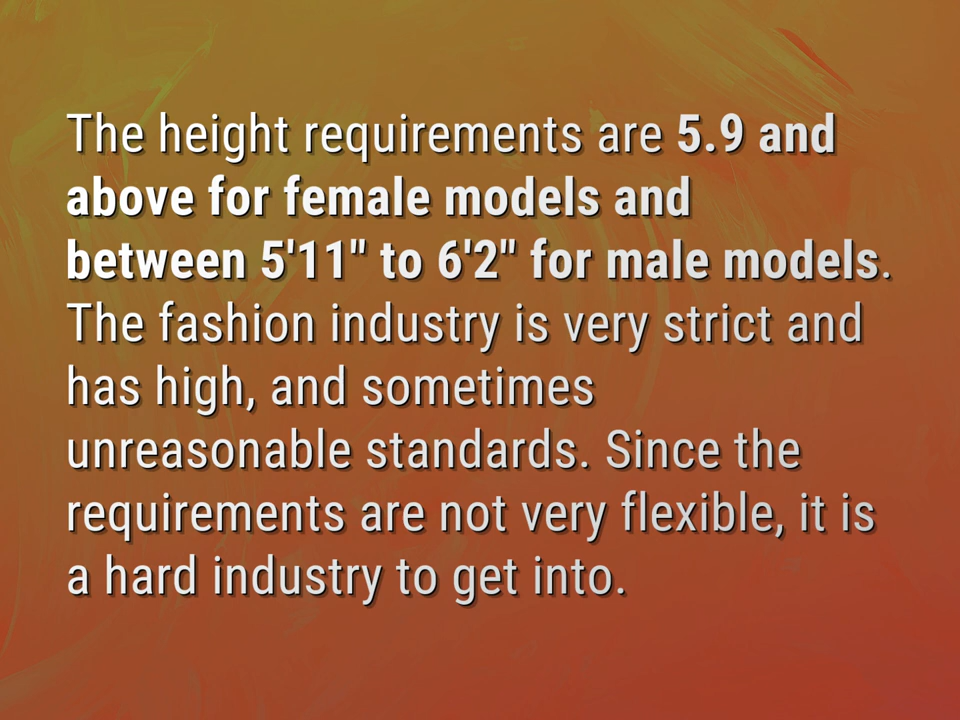 The height requirements are 5.9 and
above for female models and
between 5'11" to 6'2" for male models.
The fashion industry is very strict and
has high, and sometimes
unreasonable standards. Since the
requirements are not very flexible, it is
a hard industry to get into.